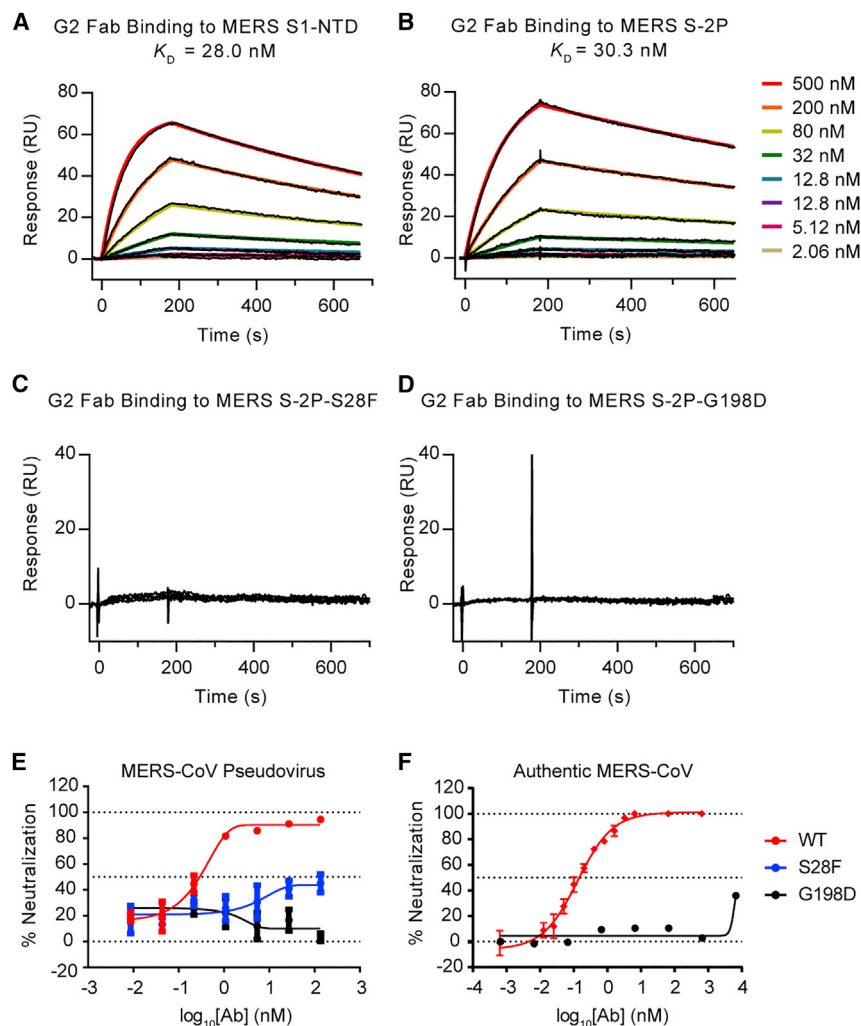 A
G2 Fab Binding to MERS S1-NTD
KD = 28.0 nM
Response (RU)
80
60
40
20
0
0
200
400
600
Time (s)
B
G2 Fab Binding to MERS S-2P
KD = 30.3 nM
Response (RU)
80
60
40
20
0
0
200
400
600
Time (s)
500 nM
200 nM
80 nM
32 nM
12.8 nM
12.8 nM
5.12 nM
2.06 nM
C
G2 Fab Binding to MERS S-2P-S28F
Response (RU)
40
20
0
0
200
400
600
Time (s)
D
G2 Fab Binding to MERS S-2P-G198D
Response (RU)
40
20
0
0
200
400
600
Time (s)
E
MERS-CoV Pseudovirus
% Neutralization
120
100
80
60
40
20
0
-20
-3
-2
-1
0
1
2
3
log10[Ab] (nM)
F
Authentic MERS-CoV
% Neutralization
120
100
80
60
40
20
0
-20
-4
-3
-2
-1
0
1
2
3
4
log10[Ab] (nM)
WT
S28F
G198D